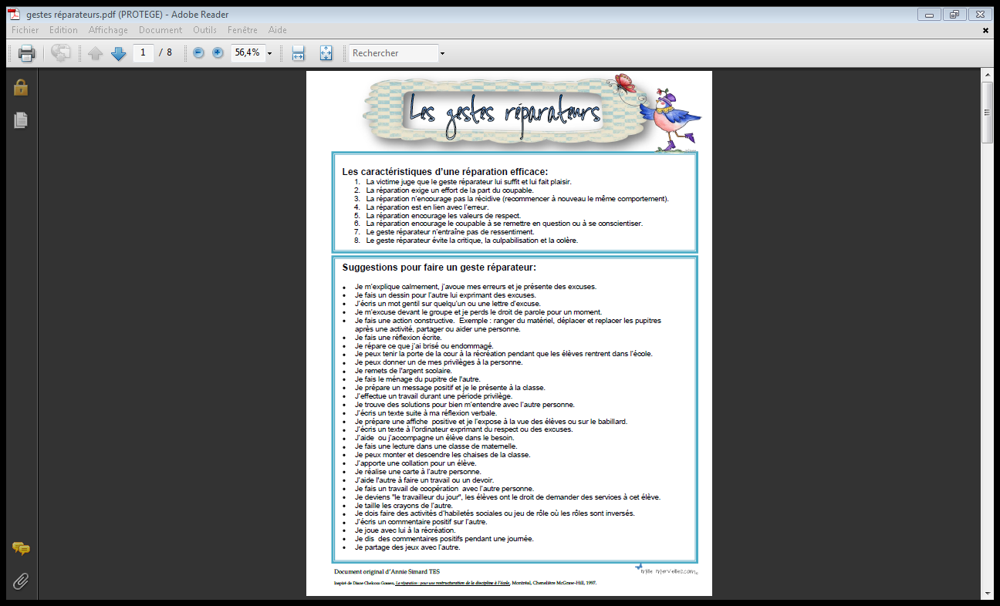 gestes réparateurs.pdf (PROTEGE) - Adobe Reader
Fichier Edition Affichage Document Outils Fenêtre Aide
1 / 8 56,4% Rechercher
Les gestes réparateurs
Les caractéristiques d'une réparation efficace:
1. La victime juge que le geste réparateur lui suffit et lui fait plaisir.
2. La réparation exige un effort de la part du coupable.
3. La réparation n'encourage pas la récidive (recommencer à nouveau le même comportement).
4. La réparation est en lien avec l'erreur.
5. La réparation encourage les valeurs de respect.
6. La réparation encourage le coupable à se remettre en question ou à se conscientiser.
7. Le geste réparateur n'entraîne pas de ressentiment.
8. Le geste réparateur évite la critique, la culpabilisation et la colère.
Suggestions pour faire un geste réparateur:
• Je m'explique calmement, j'avoue mes erreurs et je présente des excuses.
• Je fais un dessin pour l'autre lui exprimant des excuses.
• J'écris un mot gentil sur quelqu'un ou une lettre d'excuse.
• Je m'excuse devant le groupe et je perds le droit de parole pour un moment.
• Je fais une action constructive. Exemple : ranger du matériel, déplacer et replacer les pupitres
après une activité, partager ou aider une personne.
• Je fais une réflexion écrite.
• Je répare ce que j'ai brisé ou endommagé.
• Je peux tenir la porte de la cour à la récréation pendant que les élèves rentrent dans l'école.
• Je peux donner un de mes privilèges à la personne.
• Je remets de l'argent scolaire.
• Je fais le ménage du pupitre de l'autre.
• Je prépare un message positif et je le présente à la classe.
• J'effectue un travail durant une période privilège.
• Je trouve des solutions pour bien m'entendre avec l'autre personne.
• J'écris un texte suite à ma réflexion verbale.
• Je prépare une affiche positive et je l'expose à la vue des élèves ou sur le babillard.
• J'écris un texte à l'ordinateur exprimant du respect ou des excuses.
• J'aide ou j'accompagne un élève dans le besoin.
• Je fais une lecture dans une classe de maternelle.
• Je peux monter et descendre les chaises de la classe.
• J'apporte une collation pour un élève.
• Je réalise une carte à l'autre personne.
• J'aide l'autre à faire un travail ou un devoir.
• Je fais un travail de coopération avec l'autre personne.
• Je deviens "le travailleur du jour", les élèves ont le droit de demander des services à cet élève.
• Je taille les crayons de l'autre.
• Je dois faire des activités d'habiletés sociales ou jeu de rôle où les rôles sont inversés.
• J'écris un commentaire positif sur l'autre.
• Je joue avec lui à la récréation.
• Je dis des commentaires positifs pendant une journée.
• Je partage des jeux avec l'autre.
Document original d'Annie Simard TES
mille merveilles.com
Inspiré de Diane Chelsom Gossen, La réparation : pour une restructuration de la discipline à l'école, Montréal, Chenelière McGraw-Hill, 1997.